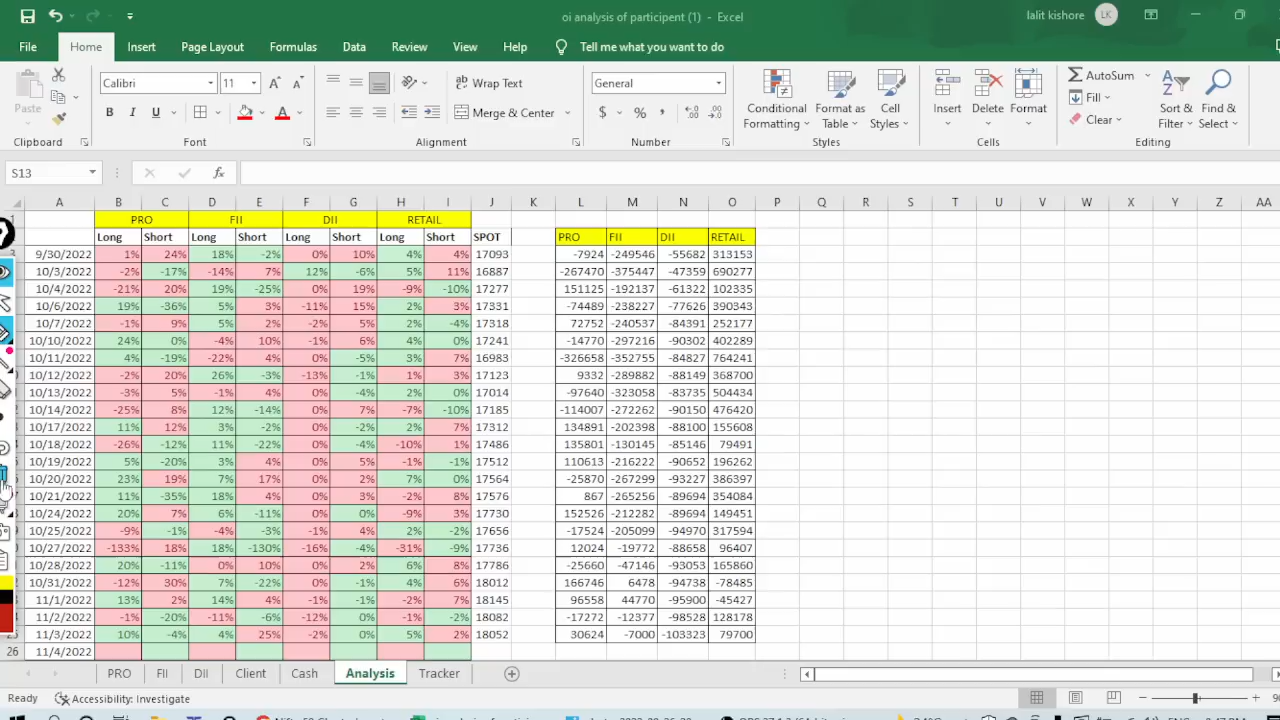 oi analysis of participent (1) - Excel
lalit kishore LK
File Home Insert Page Layout Formulas Data Review View Help Tell me what you want to do
Paste Calibri 11 Wrap Text General AutoSum
Merge & Center Conditional Formatting Format as Table Cell Styles Insert Delete Format Fill Sort & Filter Find & Select
Clear
Clipboard Font Alignment Number Styles Cells Editing
S13 fx
A B C D E F G H I J K L M N O P Q R S T U V W X Y Z AA
1 PRO FII DII RETAIL
Long Short Long Short Long Short Long Short SPOT PRO FII DII RETAIL
9/30/2022 1% 24% 18% -2% 0% 10% 4% 4% 17093 -7924 -249546 -55682 313153
10/3/2022 -2% -17% -14% 7% 12% -6% 5% 11% 16887 -267470 -375447 -47359 690277
10/4/2022 -21% 20% 19% -25% 0% 19% -9% -10% 17277 151125 -192137 -61322 102335
10/6/2022 19% -36% 5% 3% -11% 15% 2% 3% 17331 -74489 -238227 -77626 390343
10/7/2022 -1% 9% 5% 2% -2% 5% 2% -4% 17318 72752 -240537 -84391 252177
10/10/2022 24% 0% -4% 10% -1% 6% 4% 0% 17241 -14770 -297216 -90302 402289
10/11/2022 4% -19% -22% 4% 0% -5% 3% 7% 16983 -326658 -352755 -84827 764241
10/12/2022 -2% 20% 26% -3% -13% -1% 1% 3% 17123 9332 -289882 -88149 368700
10/13/2022 -3% 5% -1% 4% 0% -4% 2% 0% 17014 -97640 -323058 -83735 504434
10/14/2022 -25% 8% 12% -14% 0% 7% -7% -10% 17185 -114007 -272262 -90150 476420
10/17/2022 11% 12% 3% -2% 0% -2% 2% 7% 17312 134891 -202398 -88100 155608
10/18/2022 -26% -12% 11% -22% 0% -4% -10% 1% 17486 135801 -130145 -85146 79491
10/19/2022 5% -20% 3% 4% 0% 5% -1% -1% 17512 110613 -216222 -90652 196262
10/20/2022 23% 19% 7% 17% 0% 2% 7% 0% 17564 -25870 -267299 -93227 386397
10/21/2022 11% -35% 18% 4% 0% 3% -2% 8% 17576 867 -265256 -89694 354084
10/24/2022 20% 7% 6% -11% 0% 0% -9% 3% 17730 152526 -212282 -89694 149451
10/25/2022 -9% -1% -4% -3% -1% 4% 2% -2% 17656 -17524 -205099 -94970 317594
10/27/2022 -133% 18% 18% -130% -16% -4% -31% -9% 17736 12024 -19772 -88658 96407
10/28/2022 20% -11% 0% 10% 0% 2% 6% 8% 17786 -25660 -47146 -93053 165860
10/31/2022 -12% 30% 7% -22% 0% -1% 4% 6% 18012 166746 6478 -94738 -78485
11/1/2022 13% 2% 14% 4% -1% -1% -2% 7% 18145 96558 44770 -95900 -45427
11/2/2022 -1% -20% -11% -6% -12% 0% -1% -2% 18082 -17272 -12377 -98528 128178
11/3/2022 10% -4% 4% 25% -2% 0% 5% 2% 18052 30624 -7000 -103323 79700
26 11/4/2022
PRO FII DII Client Cash Analysis Tracker
Ready Accessibility: Investigate